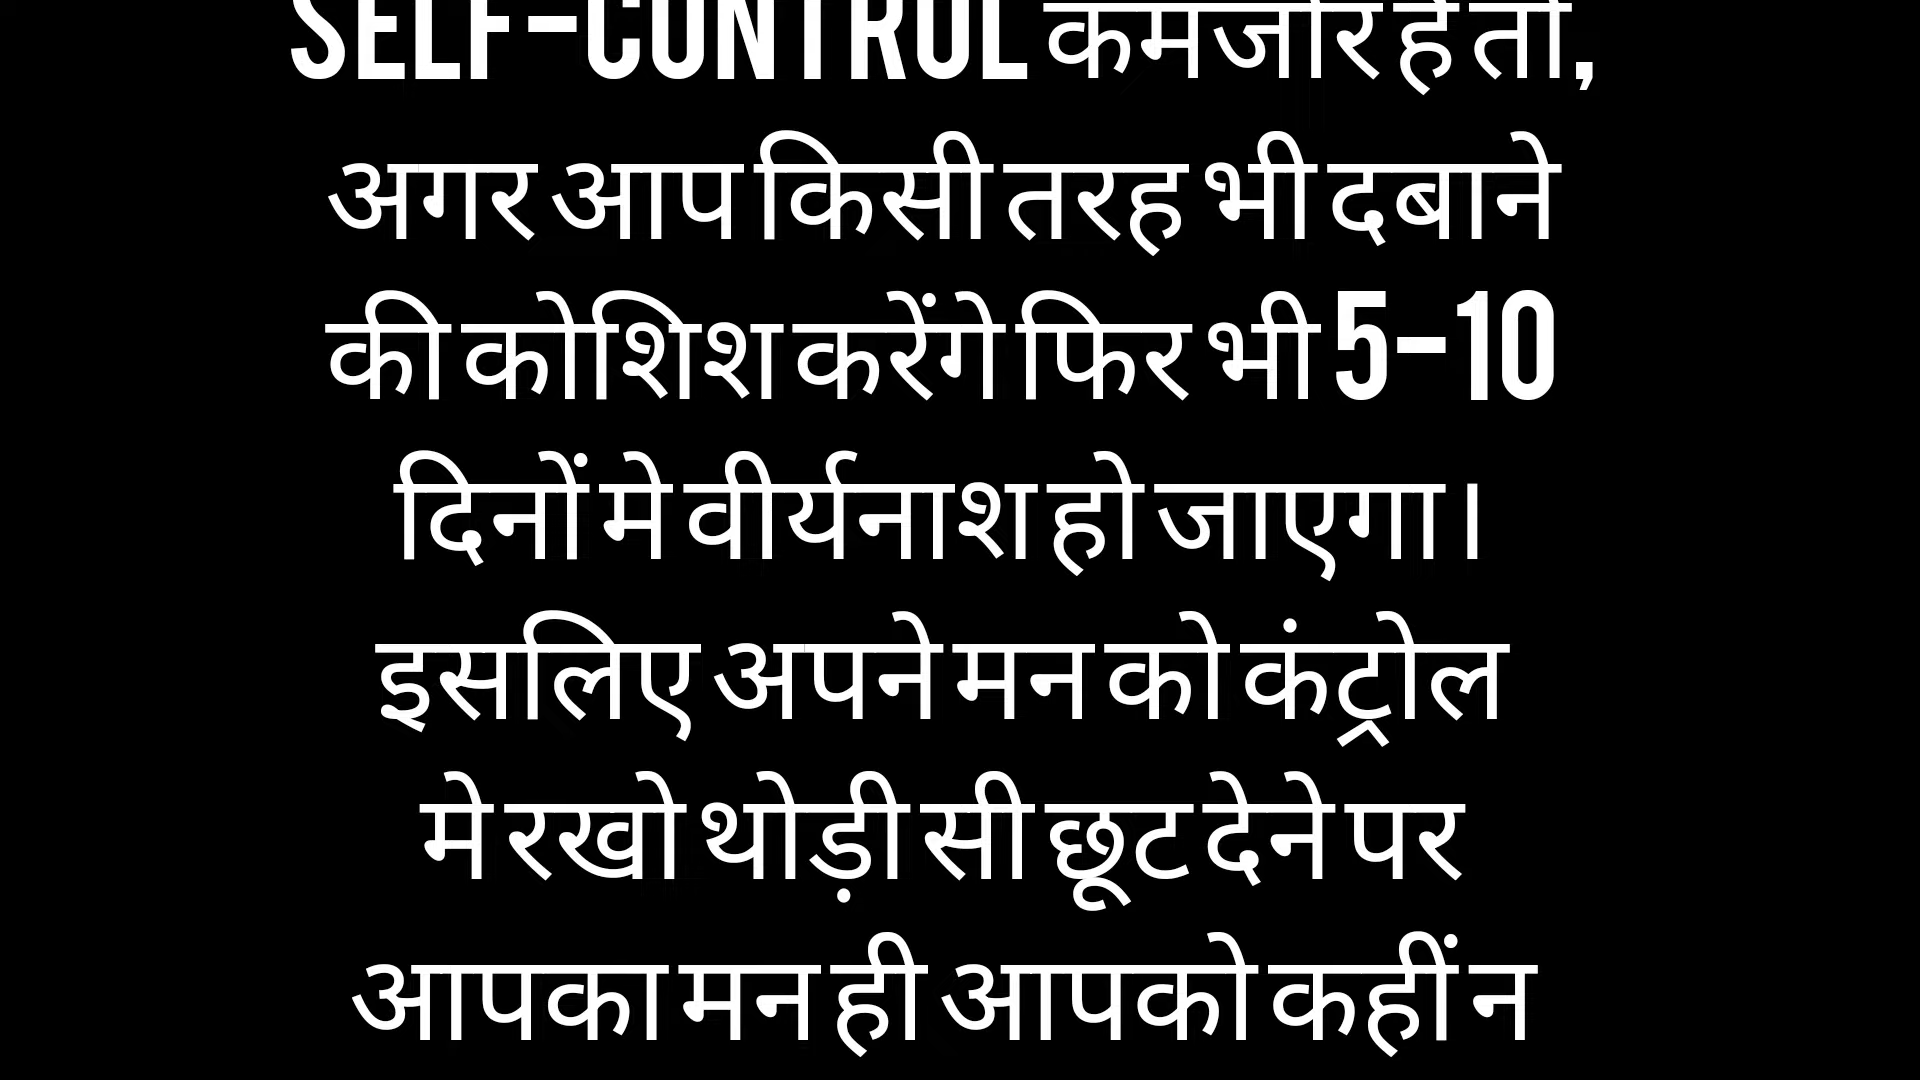 SELF-CONTROL कमजोर है तो,
अगर आप किसी तरह भी दबाने
की कोशिश करेंगे फिर भी 5-10
दिनों मे वीर्यनाश हो जाएगा।
इसलिए अपने मन को कंट्रोल
मे रखो थोड़ी सी छूट देने पर
आपका मन ही आपको कहीं न